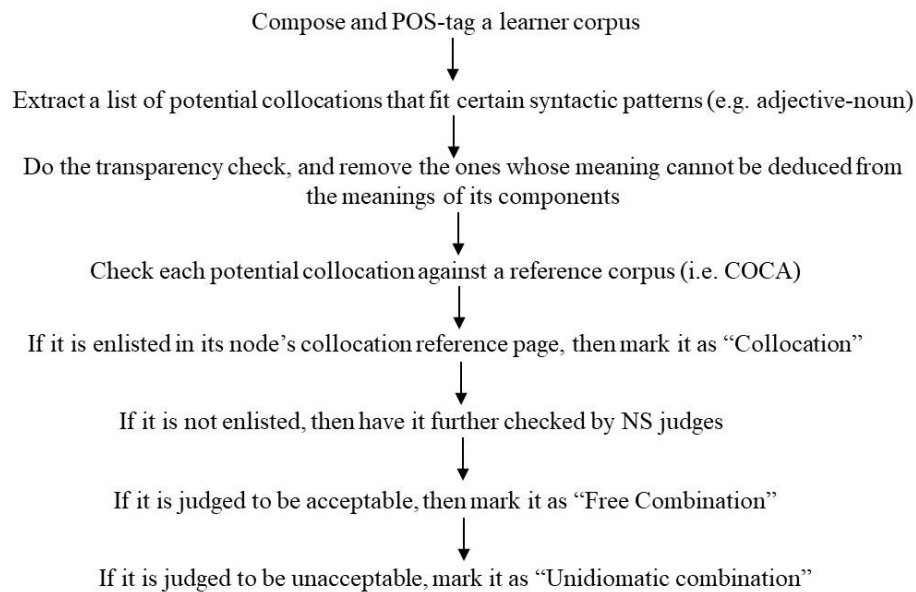 Compose and POS-tag a learner corpus
Extract a list of potential collocations that fit certain syntactic patterns (e.g. adjective-noun)
Do the transparency check, and remove the ones whose meaning cannot be deduced from
the meanings of its components
Check each potential collocation against a reference corpus (i.e. COCA)
If it is enlisted in its node’s collocation reference page, then mark it as “Collocation”
If it is not enlisted, then have it further checked by NS judges
If it is judged to be acceptable, then mark it as “Free Combination”
If it is judged to be unacceptable, mark it as “Unidiomatic combination”